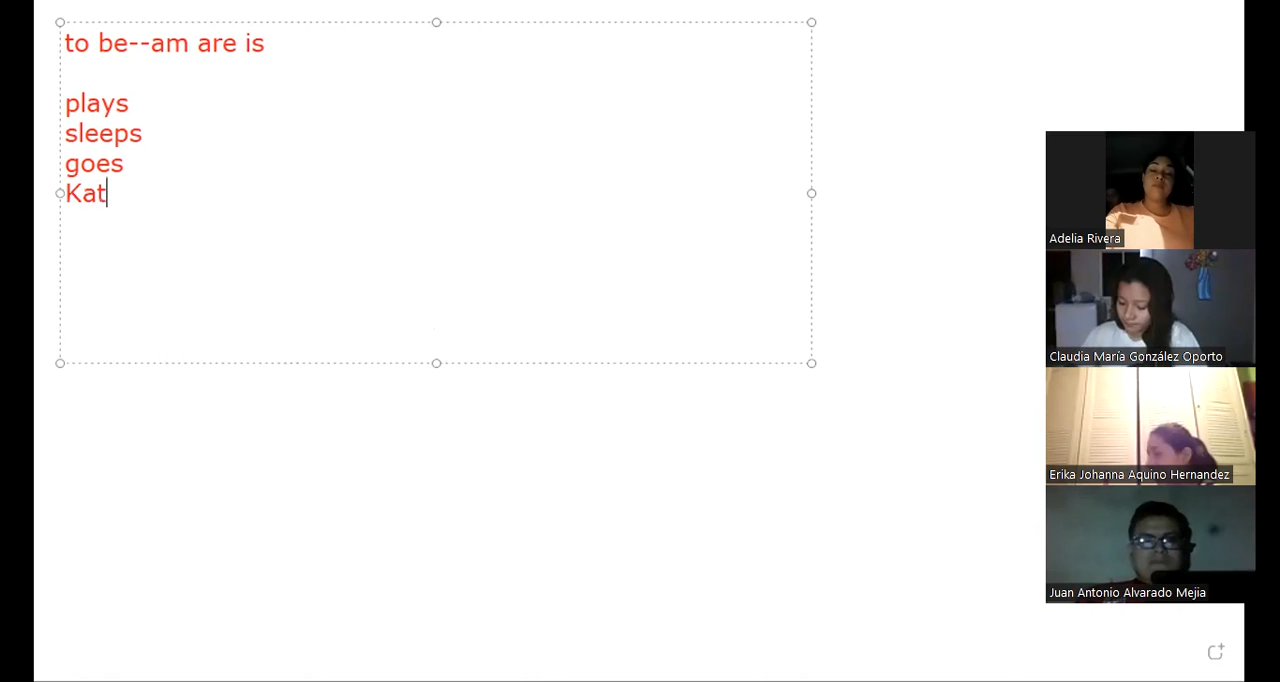 to be--am are is
plays
sleeps
goes
Kat
Adelia Rivera
Claudia María González Oporto
Erika Johanna Aquino Hernandez
Juan Antonio Alvarado Mejia